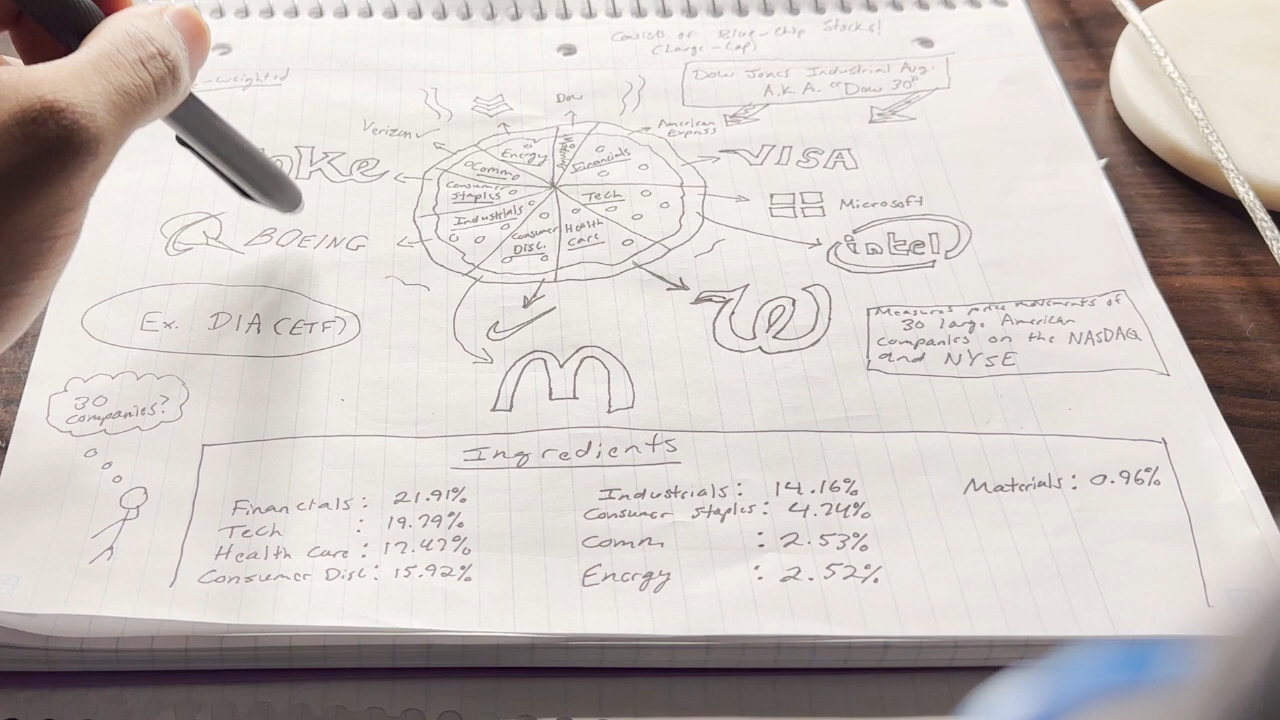 Consists of Blue-Chip Stocks!
(Large-Cap)
-weighted
Dow Jones Industrial Avg.
A.K.A. "Dow 30"
Dow
Verizon✓
American
Express
Energy
Materials
Financials
Comm
Consumer
Staples
Tech
Industrials
Consumer
Disc.
Health
Care
oke
VISA
Microsoft
BOEING
intel
Ex. DIA (ETF)
Measures price movements of
30 large American
companies on the NASDAQ
and NYSE
30
companies?
Ingredients
Financials: 21.91%
Tech : 19.79%
Health Care: 17.47%
Consumer Disc: 15.92%
Industrials: 14.16%
Consumer Staples: 4.74%
Comm : 2.53%
Energy : 2.52%
Materials: 0.96%